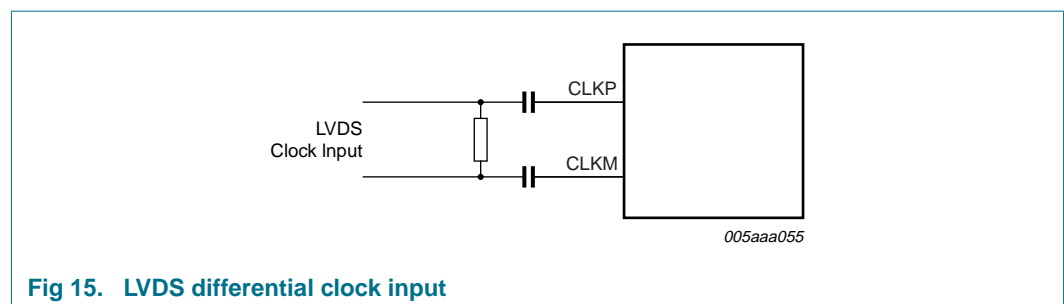 CLKP
LVDS
Clock Input
CLKM
005aaa055
Fig 15. LVDS differential clock input